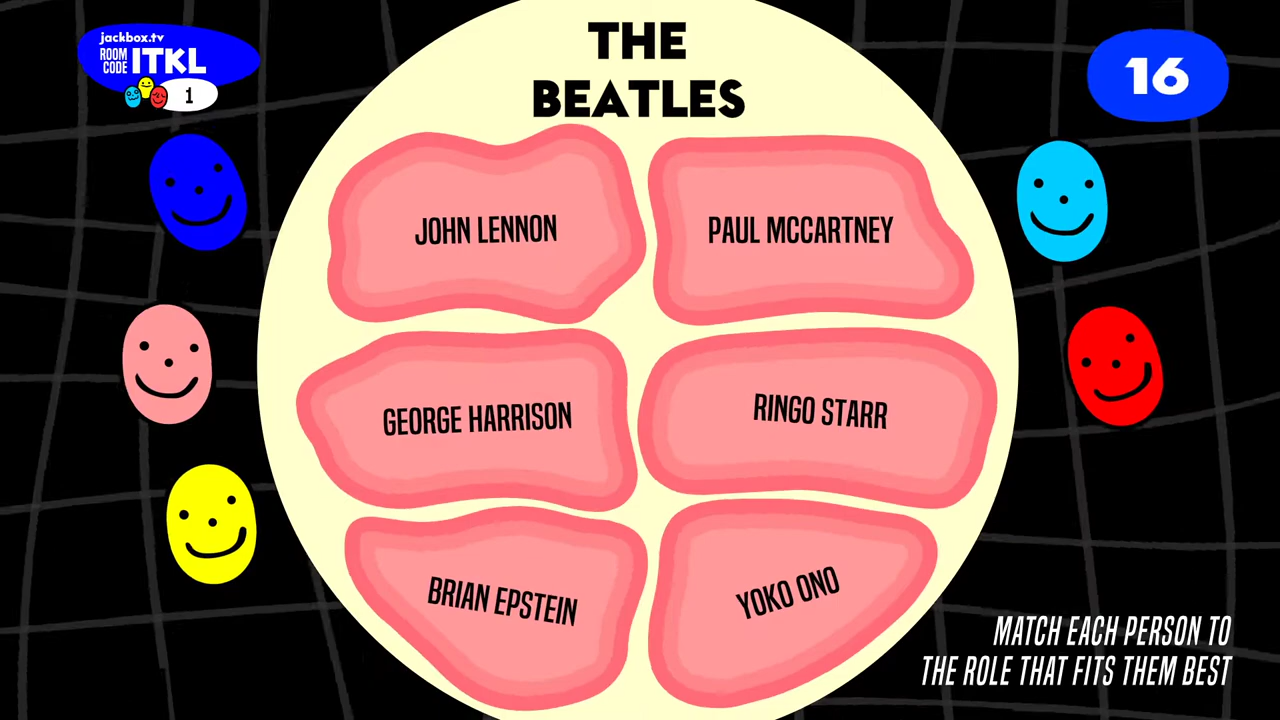 jackbox.tv
ROOM CODE ITKL
1
THE
BEATLES
16
JOHN LENNON
PAUL MCCARTNEY
GEORGE HARRISON
RINGO STARR
BRIAN EPSTEIN
YOKO ONO
MATCH EACH PERSON TO
THE ROLE THAT FITS THEM BEST